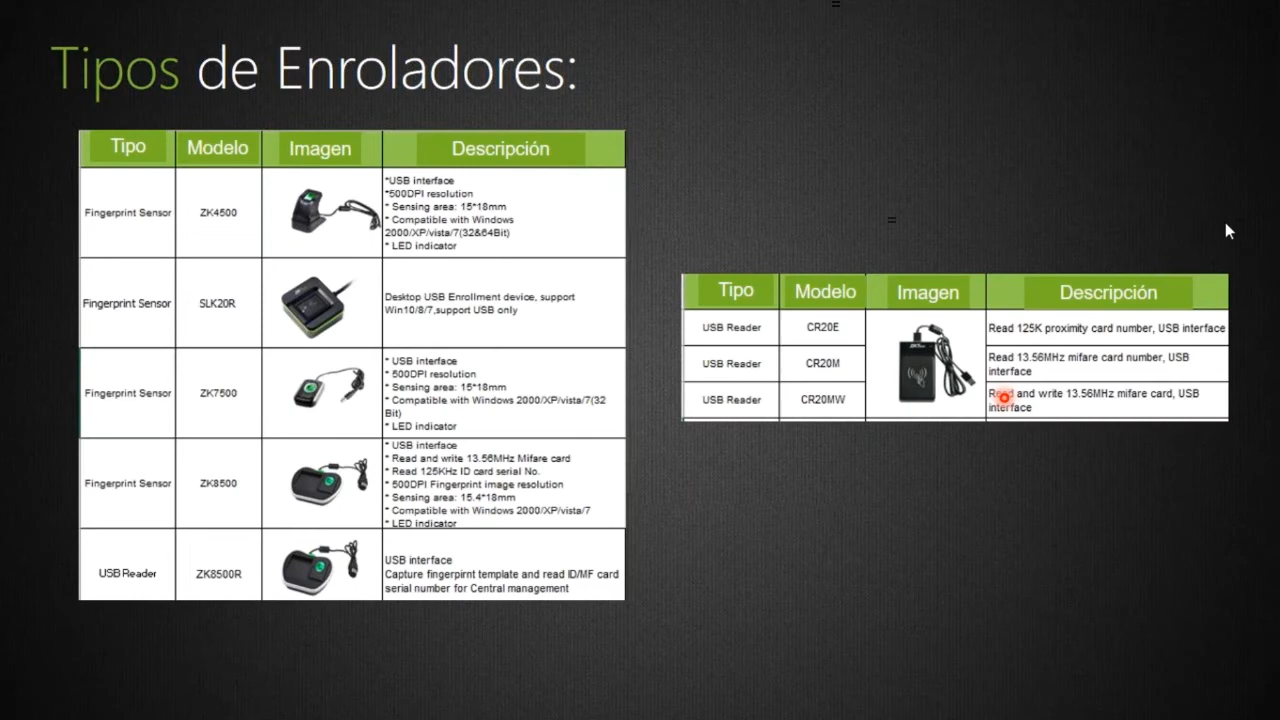 Tipos de Enroladores:
Tipo Modelo Imagen Descripción
Fingerprint Sensor ZK4500
*USB interface
*500DPI resolution
* Sensing area: 15*18mm
* Compatible with Windows
2000/XP/vista/7(32&64Bit)
* LED indicator
Fingerprint Sensor SLK20R
Desktop USB Enrollment device, support
Win10/8/7,support USB only
Fingerprint Sensor ZK7500
* USB interface
* 500DPI resolution
* Sensing area: 15*18mm
* Compatible with Windows 2000/XP/vista/7(32
Bit)
* LED indicator
Fingerprint Sensor ZK8500
* USB interface
* Read and write 13.56MHz Mifare card
* Read 125KHz ID card serial No.
* 500DPI Fingerprint image resolution
* Sensing area: 15.4*18mm
* Compatible with Windows 2000/XP/vista/7
* LED indicator
USB Reader ZK8500R
USB interface
Capture fingerpirnt template and read ID/MF card
serial number for Central management
Tipo Modelo Imagen Descripción
USB Reader CR20E
Read 125K proximity card number, USB interface
USB Reader CR20M
Read 13.56MHz mifare card number, USB
interface
USB Reader CR20MW
Read and write 13.56MHz mifare card, USB
interface